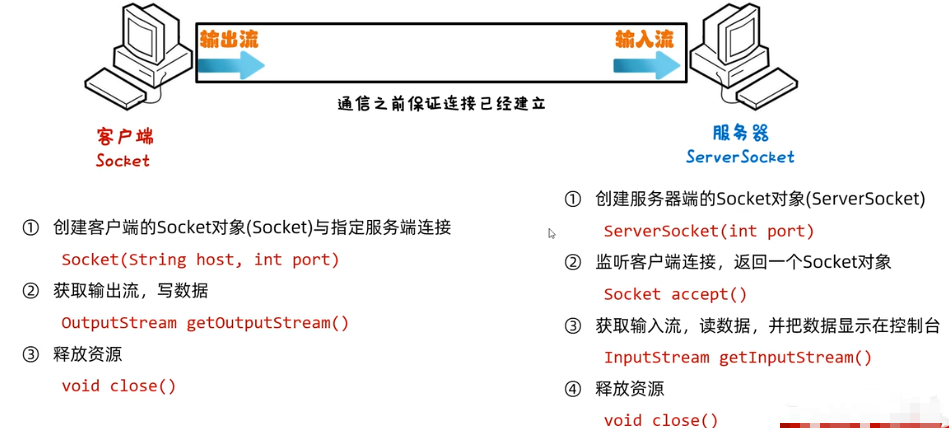 输出流
输入流
通信之前保证连接已经建立
客户端
Socket
服务器
ServerSocket
① 创建客户端的Socket对象(Socket)与指定服务端连接
Socket(String host, int port)
② 获取输出流，写数据
OutputStream getOutputStream()
③ 释放资源
void close()
① 创建服务器端的Socket对象(ServerSocket)
ServerSocket(int port)
② 监听客户端连接，返回一个Socket对象
Socket accept()
③ 获取输入流，读数据，并把数据显示在控制台
InputStream getInputStream()
④ 释放资源
void close()